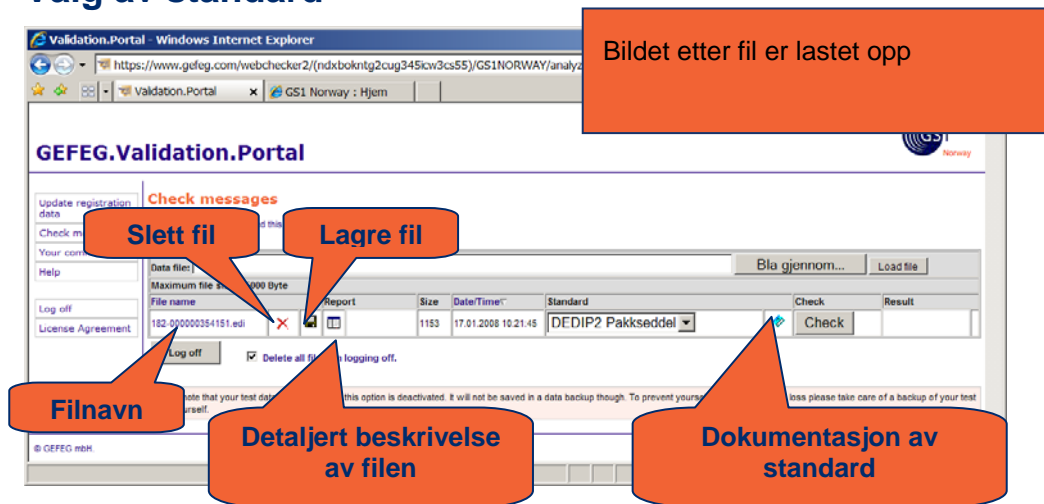 Valg av standard
Validation.Portal - Windows Internet Explorer
Bildet etter fil er lastet opp
https://www.gefeg.com/webchecker2/(ndxbokntg2cug345icw3cs55)/GS1NORWAY/analyz
Validation.Portal
GS1 Norway : Hjem
GEFEG.Validation.Portal
GS1
Norway
Update registration
data
Check messages
Slett fil
Lagre fil
Check m
Your com
Help
Log off
License Agreement
Data file:
Bla gjennom...
Load file
Maximum file s
000 Byte
File name
Report
Size
Date/Time
Standard
Check
Result
182-000000354151.edi
1153
17.01.2008 10:21:45
DEDIP2 Pakkseddel
Check
Log off
Delete all fil
n logging off.
note that your test dat
this option is deactivated. It will not be saved in a data backup though. To prevent yourse
loss please take care of a backup of your test
urself.
Filnavn
Detaljert beskrivelse
av filen
Dokumentasjon av
standard
© GEFEG mbH.